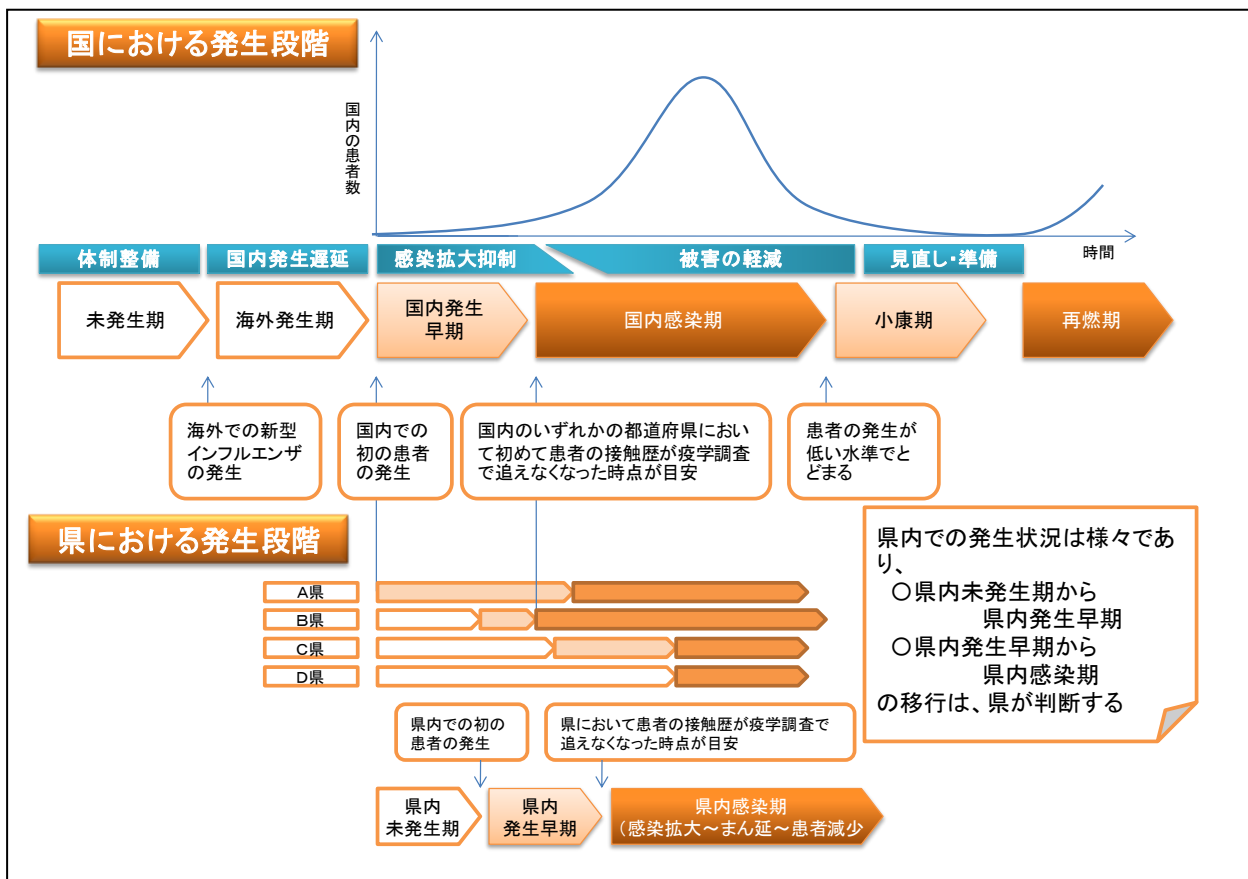 国における発生段階
国内の患者数
時間
体制整備
国内発生遅延
感染拡大抑制
被害の軽減
見直し・準備
未発生期
海外発生期
国内発生
早期
国内感染期
小康期
再燃期
海外での新型
インフルエンザ
の発生
国内での
初の患者
の発生
国内のいずれかの都道府県におい
て初めて患者の接触歴が疫学調査
で追えなくなった時点が目安
患者の発生が
低い水準でと
どまる
県における発生段階
A県
B県
C県
D県
県内での発生状況は様々であ
り、
○県内未発生期から
県内発生早期
○県内発生早期から
県内感染期
の移行は、県が判断する
県内での初の
患者の発生
県において患者の接触歴が疫学調査で
追えなくなった時点が目安
県内
未発生期
県内
発生早期
県内感染期
(感染拡大～まん延～患者減少